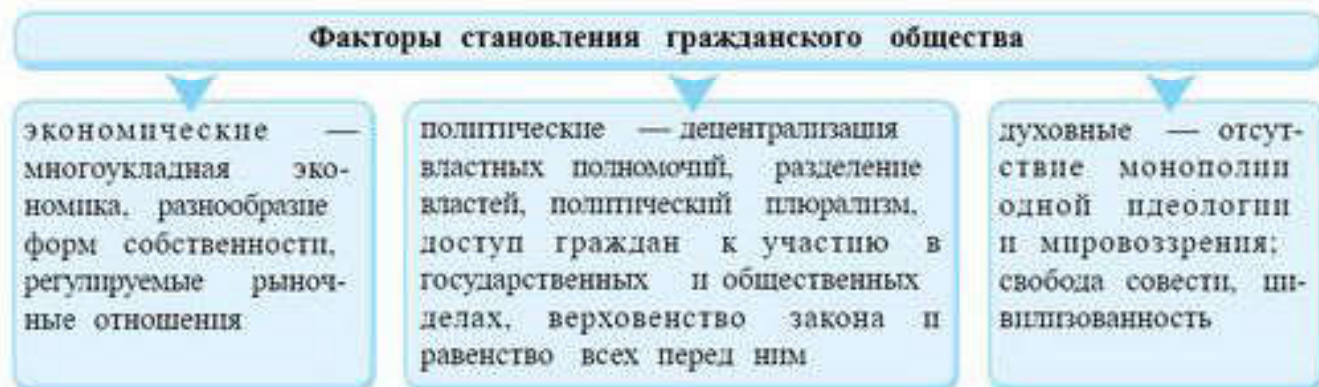 Факторы становления гражданского общества
экономические —
многоукладная эко-
номика, разнообразие
форм собственности,
регулируемые рыноч-
ные отношения
политические — децентрализация
властных полномочий, разделение
властей, политический плюрализм,
доступ граждан к участию в
государственных и общественных
делах, верховенство закона и
равенство всех перед ним
духовные — отсут-
ствие монополии
одной идеологии
и мировоззрения;
свобода совести, ци-
вилизованность